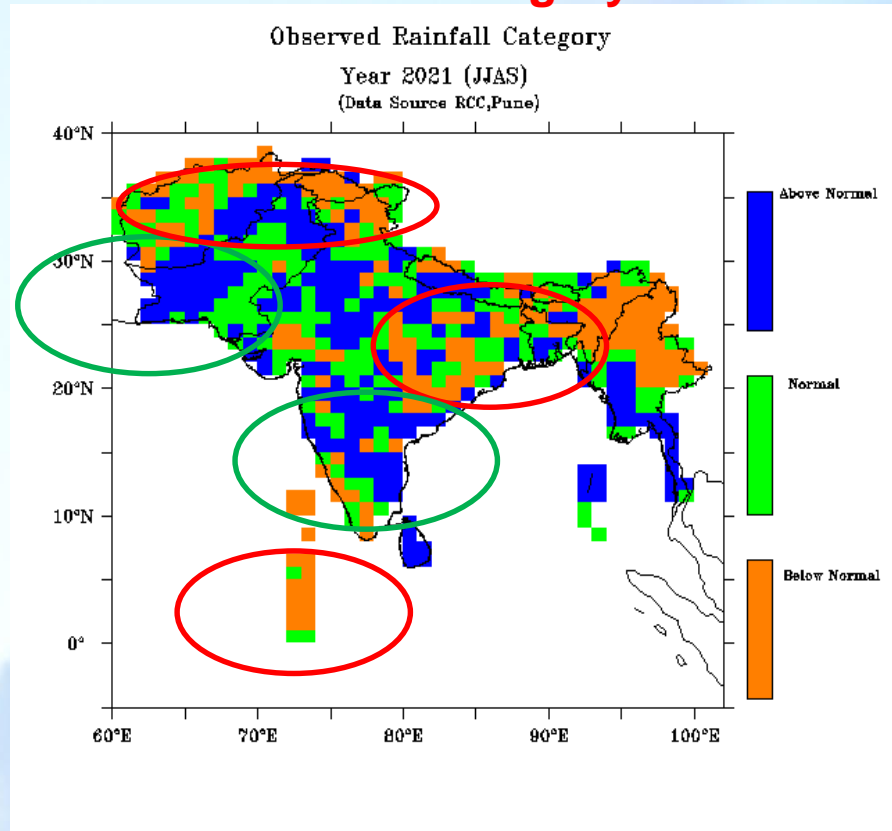 Observed Rainfall Category
Year 2021 (JJAS)
(Data Source RCC,Pune)
40°N
30°N
20°N
10°N
0°
60°E 70°E 80°E 90°E 100°E
Above Normal
Normal
Below Normal